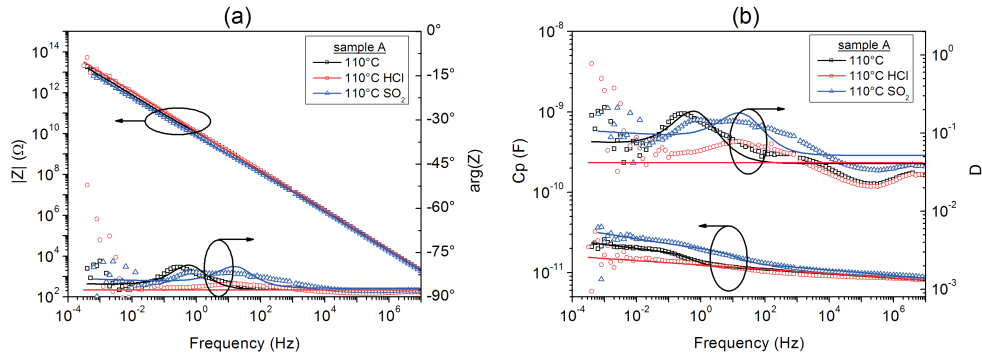 (a)
10^14
10^12
10^10
10^8
10^6
10^4
10^2
|Z| (Ω)
0°
-15°
-30°
-45°
-60°
-75°
-90°
arg(Z)
sample A
110°C
110°C HCl
110°C SO₂
10^-4
10^-2
10^0
10^2
10^4
10^6
Frequency (Hz)
(b)
10^-8
10^-9
10^-10
10^-11
Cp (F)
10^0
10^-1
10^-2
10^-3
D
sample A
110°C
110°C HCl
110°C SO₂
10^-4
10^-2
10^0
10^2
10^4
10^6
Frequency (Hz)